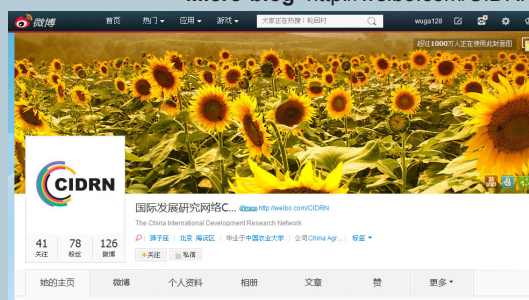 微博 首页 热门 应用 游戏 大家正在热搜：轮回时 wuga128
超过1000万人正在使用此封面图
CIDRN
国际发展研究网络C... http://weibo.com/CIDRN
The China International Development Research Network
狮子座 北京 海淀区 毕业于中国农业大学 公司China Agr... 标签
41 78 126
关注 粉丝 微博
+关注 私信
她的主页 微博 个人资料 相册 文章 赞 更多